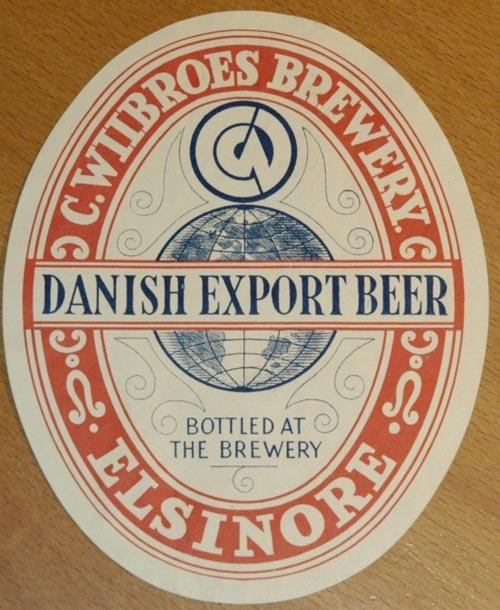 C. WIIBROES BREWERY.
DANISH EXPORT BEER
BOTTLED AT
THE BREWERY
ELSINORE